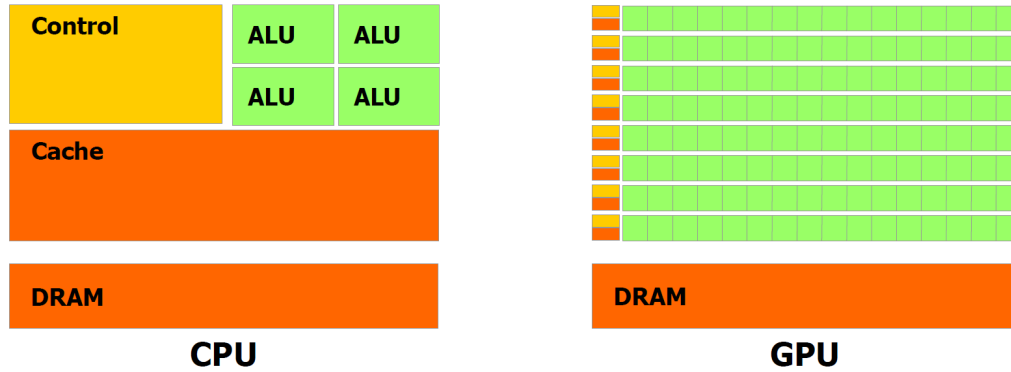 Control
ALU ALU
ALU ALU
Cache
DRAM
CPU
DRAM
GPU